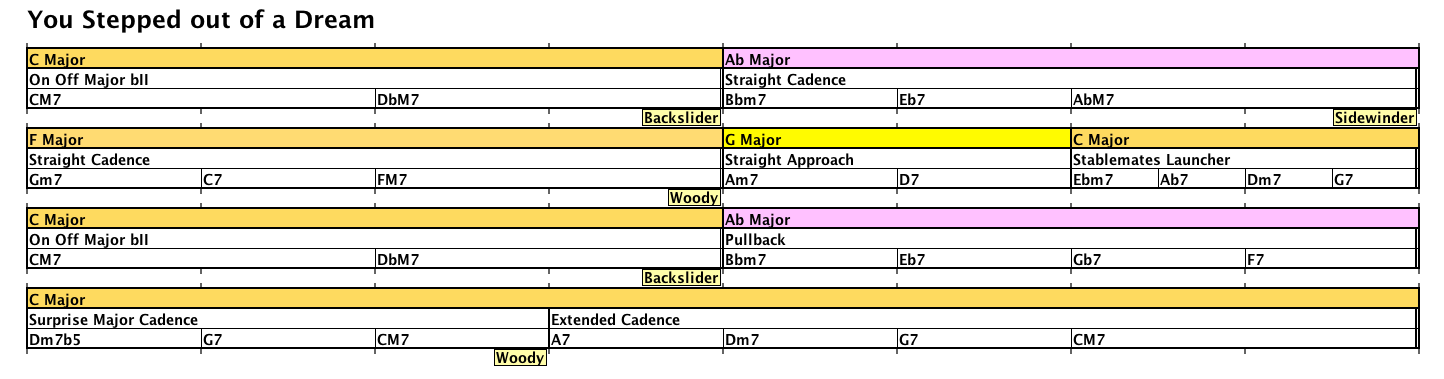 You Stepped out of a Dream
C Major Ab Major
On Off Major bII Straight Cadence
CM7 DbM7 Bbm7 Eb7 AbM7
Backslider Sidewinder
F Major G Major C Major
Straight Cadence Straight Approach Stablemates Launcher
Gm7 C7 FM7 Am7 D7 Ebm7 Ab7 Dm7 G7
Woody
C Major Ab Major
On Off Major bII Pullback
CM7 DbM7 Bbm7 Eb7 Gb7 F7
Backslider
C Major
Surprise Major Cadence Extended Cadence
Dm7b5 G7 CM7 A7 Dm7 G7 CM7
Woody